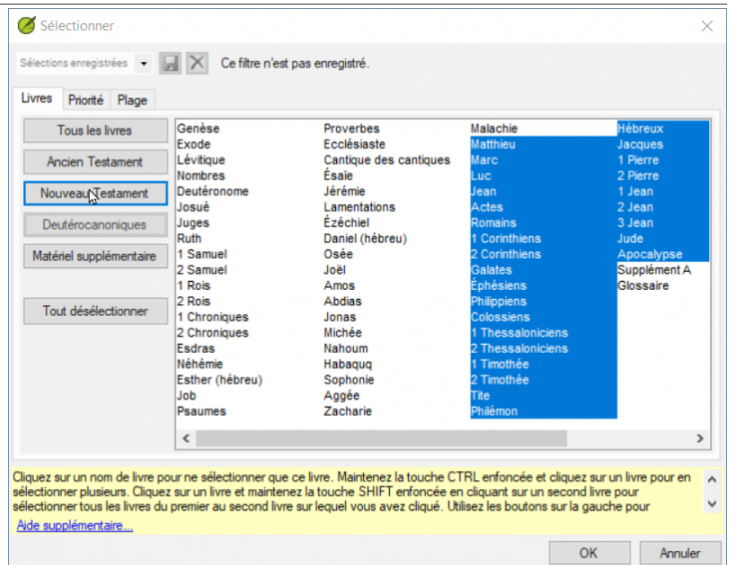 Sélectionner
Sélections enregistrées
Ce filtre n'est pas enregistré.
Livres Priorité Plage
Tous les livres
Ancien Testament
Nouveau Testament
Deutérocanoniques
Matériel supplémentaire
Tout désélectionner
Genèse
Exode
Lévitique
Nombres
Deutéronome
Josué
Juges
Ruth
1 Samuel
2 Samuel
1 Rois
2 Rois
1 Chroniques
2 Chroniques
Esdras
Néhémie
Esther (hébreu)
Job
Psaumes
Proverbes
Ecclésiaste
Cantique des cantiques
Ésaïe
Jérémie
Lamentations
Ézéchiel
Daniel (hébreu)
Osée
Joël
Amos
Abdias
Jonas
Michée
Nahoum
Habaquq
Sophonie
Aggée
Zacharie
Malachie
Matthieu
Marc
Luc
Jean
Actes
Romains
1 Corinthiens
2 Corinthiens
Galates
Éphésiens
Philippiens
Colossiens
1 Thessaloniciens
2 Thessaloniciens
1 Timothée
2 Timothée
Tite
Philémon
Hébreux
Jacques
1 Pierre
2 Pierre
1 Jean
2 Jean
3 Jean
Jude
Apocalypse
Supplément A
Glossaire
Cliquez sur un nom de livre pour ne sélectionner que ce livre. Maintenez la touche CTRL enfoncée et cliquez sur un livre pour en
sélectionner plusieurs. Cliquez sur un livre et maintenez la touche SHIFT enfoncée en cliquant sur un second livre pour
sélectionner tous les livres du premier au second livre sur lequel vous avez cliqué. Utilisez les boutons sur la gauche pour
Aide supplémentaire...
OK Annuler